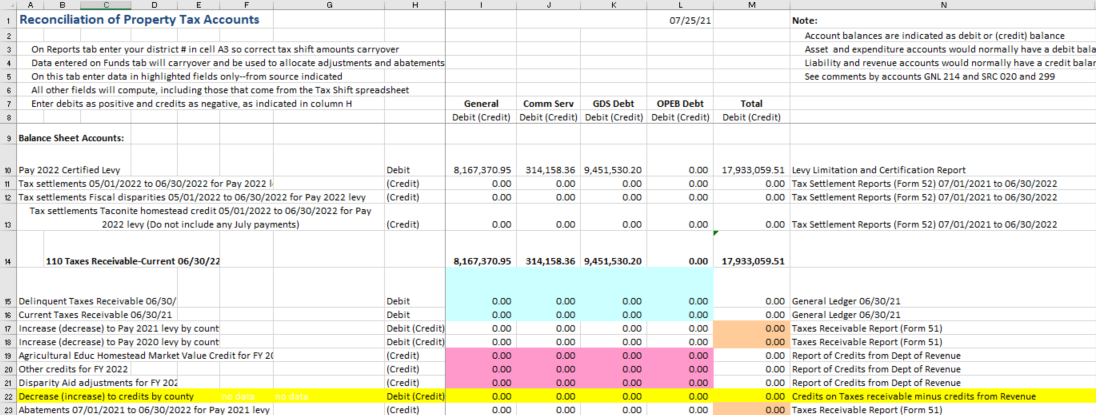 A B C D E F G H I J K L M N
1 Reconciliation of Property Tax Accounts 07/25/21 Note:
2 Account balances are indicated as debit or (credit) balance
3 On Reports tab enter your district # in cell A3 so correct tax shift amounts carryover Asset and expenditure accounts would normally have a debit bala
4 Data entered on Funds tab will carryover and be used to allocate adjustments and abatements Liability and revenue accounts would normally have a credit balan
5 On this tab enter data in highlighted fields only--from source indicated See comments by accounts GNL 214 and SRC 020 and 299
6 All other fields will compute, including those that come from the Tax Shift spreadsheet
7 Enter debits as positive and credits as negative, as indicated in column H General Comm Serv GDS Debt OPEB Debt Total
8 Debit (Credit) Debit (Credit) Debit (Credit) Debit (Credit) Debit (Credit)
9 Balance Sheet Accounts:
10 Pay 2022 Certified Levy Debit 8,167,370.95 314,158.36 9,451,530.20 0.00 17,933,059.51 Levy Limitation and Certification Report
11 Tax settlements 05/01/2022 to 06/30/2022 for Pay 2022 l (Credit) 0.00 0.00 0.00 0.00 0.00 Tax Settlement Reports (Form 52) 07/01/2021 to 06/30/2022
12 Tax settlements Fiscal disparities 05/01/2022 to 06/30/2022 for Pay 2022 levy (Credit) 0.00 0.00 0.00 0.00 0.00 Tax Settlement Reports (Form 52) 07/01/2021 to 06/30/2022
Tax settlements Taconite homestead credit 05/01/2022 to 06/30/2022 for Pay
13 2022 levy (Do not include any July payments) (Credit) 0.00 0.00 0.00 0.00 0.00 Tax Settlement Reports (Form 52) 07/01/2021 to 06/30/2022
14 110 Taxes Receivable-Current 06/30/22 8,167,370.95 314,158.36 9,451,530.20 0.00 17,933,059.51
15 Delinquent Taxes Receivable 06/30/ Debit 0.00 0.00 0.00 0.00 0.00 General Ledger 06/30/21
16 Current Taxes Receivable 06/30/21 Debit 0.00 0.00 0.00 0.00 0.00 General Ledger 06/30/21
17 Increase (decrease) to Pay 2021 levy by count Debit (Credit) 0.00 0.00 0.00 0.00 0.00 Taxes Receivable Report (Form 51)
18 Increase (decrease) to Pay 2020 levy by count Debit (Credit) 0.00 0.00 0.00 0.00 0.00 Taxes Receivable Report (Form 51)
19 Agricultural Educ Homestead Market Value Credit for FY 20 (Credit) 0.00 0.00 0.00 0.00 0.00 Report of Credits from Dept of Revenue
20 Other credits for FY 2022 (Credit) 0.00 0.00 0.00 0.00 0.00 Report of Credits from Dept of Revenue
21 Disparity Aid adjustments for FY 202 (Credit) 0.00 0.00 0.00 0.00 0.00 Report of Credits from Dept of Revenue
22 Decrease (increase) to credits by county no data no data Debit (Credit) 0.00 0.00 0.00 0.00 0.00 Credits on Taxes receivable minus credits from Revenue
23 Abatements 07/01/2021 to 06/30/2022 for Pay 2021 levy (Credit) 0.00 0.00 0.00 0.00 0.00 Taxes Receivable Report (Form 51)